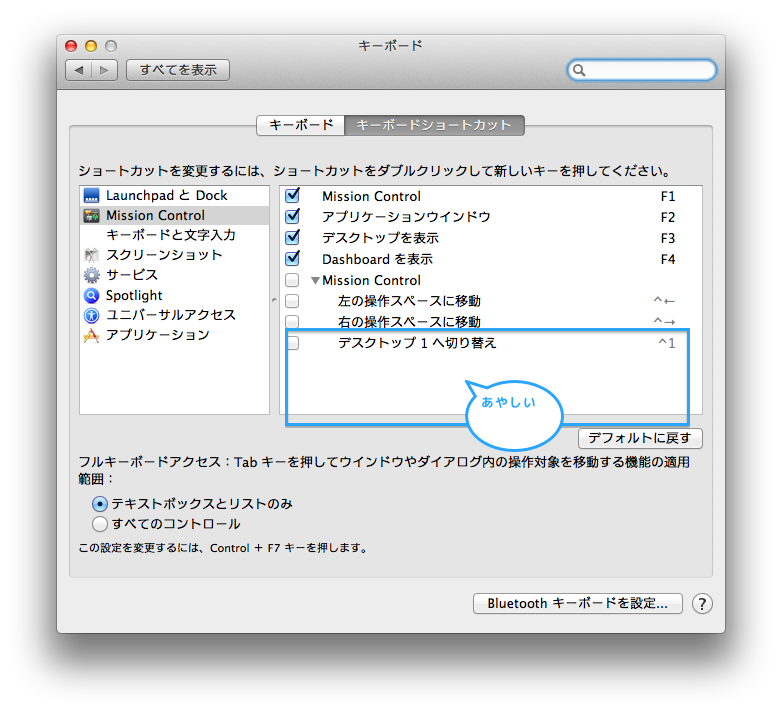 キーボード
すべてを表示
キーボード
キーボードショートカット
ショートカットを変更するには、ショートカットをダブルクリックして新しいキーを押してください。
Launchpad と Dock
Mission Control
キーボードと文字入力
スクリーンショット
サービス
Spotlight
ユニバーサルアクセス
アプリケーション
Mission Control F1
アプリケーションウインドウ F2
デスクトップを表示 F3
Dashboard を表示 F4
Mission Control
左の操作スペースに移動 ^←
右の操作スペースに移動 ^→
デスクトップ 1 へ切り替え ^1
あやしい
デフォルトに戻す
フルキーボードアクセス：Tab キーを押してウインドウやダイアログ内の操作対象を移動する機能の適用
範囲：
テキストボックスとリストのみ
すべてのコントロール
この設定を変更するには、Control + F7 キーを押します。
Bluetooth キーボードを設定...
?